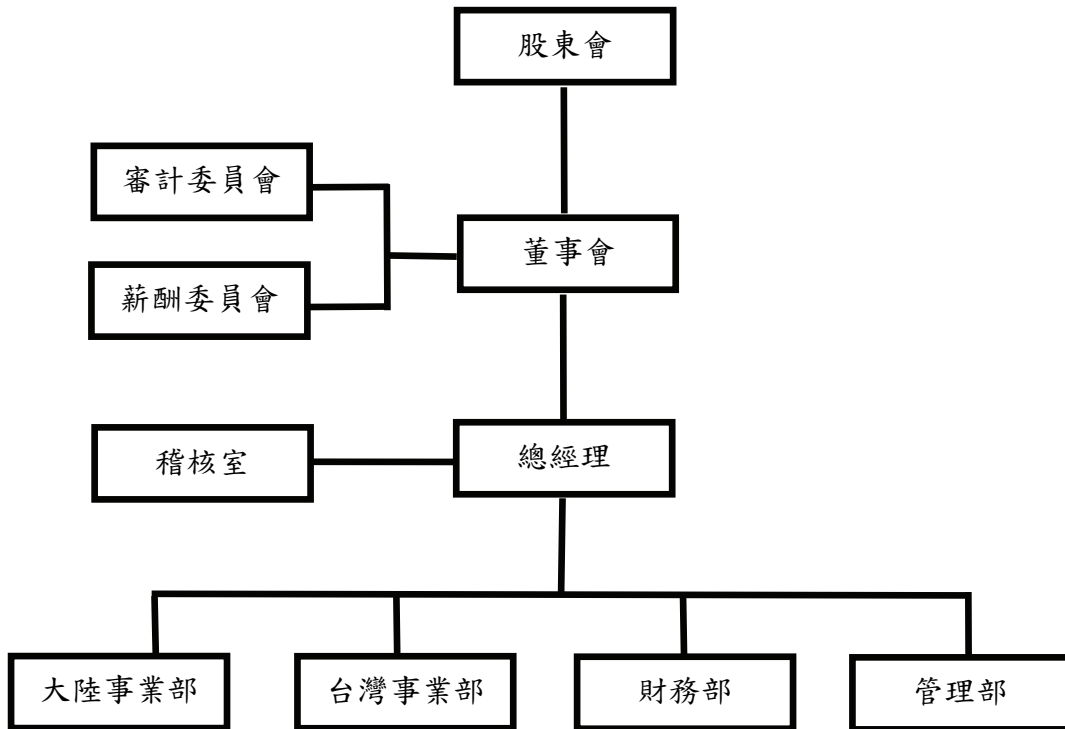 股東會
審計委員會
董事會
薪酬委員會
稽核室
總經理
大陸事業部
台灣事業部
財務部
管理部